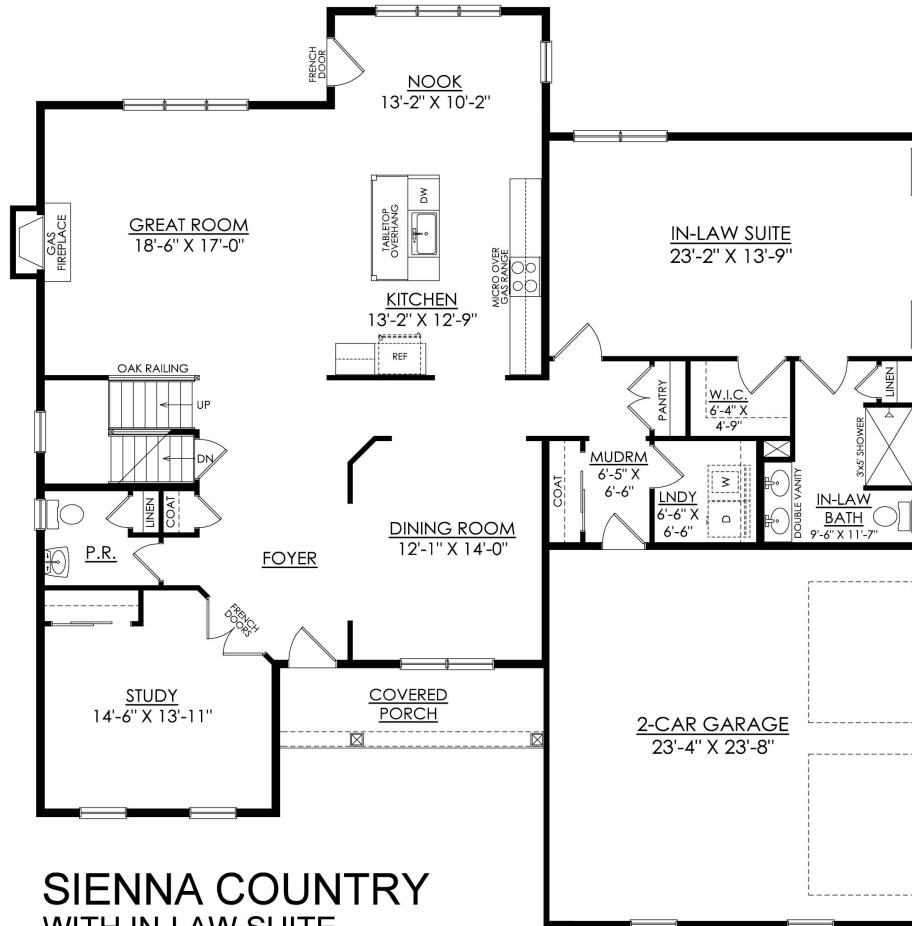 FRENCH
DOOR
NOOK
13'-2" X 10'-2"
GREAT ROOM
18'-6" X 17'-0"
GAS
FIREPLACE
TABLETOP
OVERHANG
DW
MICRO OVER
GAS RANGE
IN-LAW SUITE
23'-2" X 13'-9"
KITCHEN
13'-2" X 12'-9"
REF
OAK RAILING
UP
DN
PANTRY
W.I.C.
6'-4" X
4'-9"
LINEN
3'x5' SHOWER
COAT
MUDRM
6'-5" X
6'-6"
LNDY
6'-6" X
6'-6"
W
D
DOUBLE VANITY
IN-LAW
BATH
9'-6" X 11'-7"
LINEN
COAT
P.R.
FOYER
DINING ROOM
12'-1" X 14'-0"
FRENCH
DOORS
STUDY
14'-6" X 13'-11"
COVERED
PORCH
2-CAR GARAGE
23'-4" X 23'-8"
SIENNA COUNTRY
WITH IN-LAW SUITE